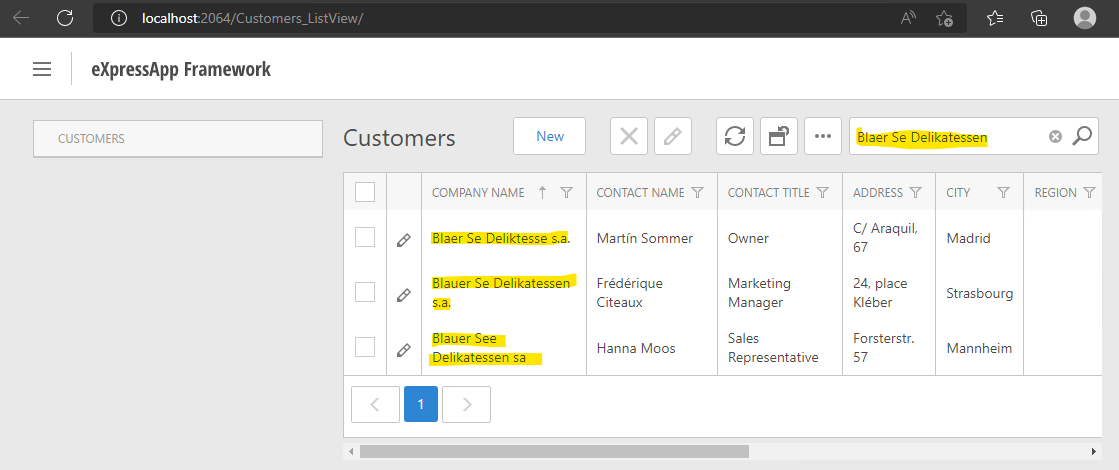 localhost:2064/Customers_ListView/
eXpressApp Framework
CUSTOMERS
Customers
New
Blaer Se Delikatessen
COMPANY NAME
CONTACT NAME
CONTACT TITLE
ADDRESS
CITY
REGION
Blaer Se Deliktesse s.a.
Martín Sommer
Owner
C/ Araquil,
67
Madrid
Blauer Se Delikatessen
s.a.
Frédérique
Citeaux
Marketing
Manager
24, place
Kléber
Strasbourg
Blauer See
Delikatessen sa
Hanna Moos
Sales
Representative
Forsterstr.
57
Mannheim
1